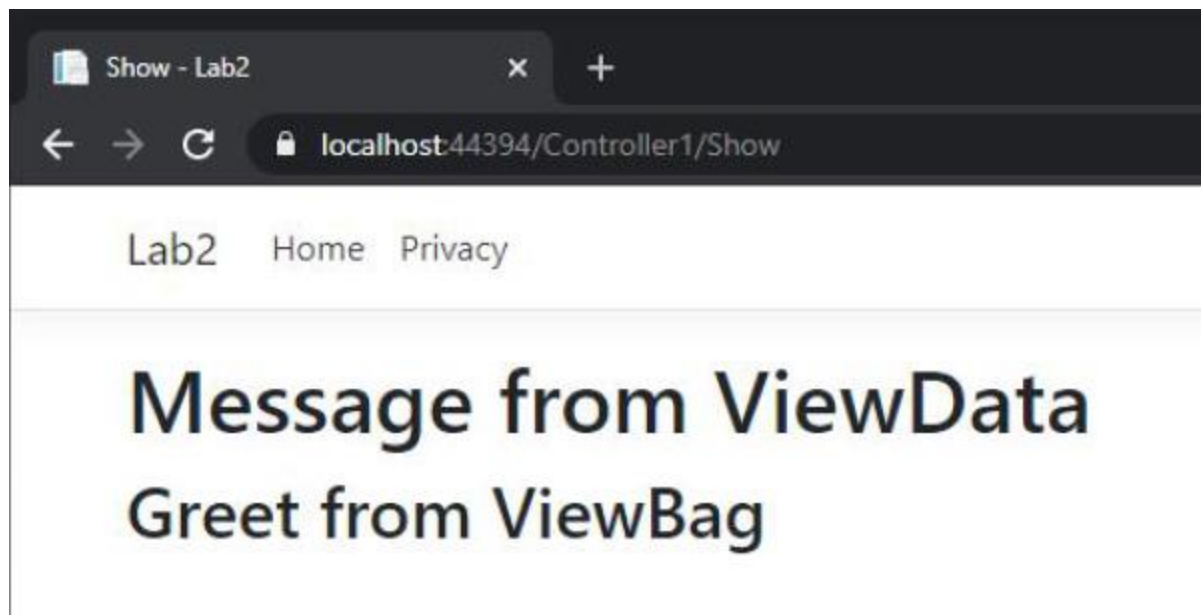 Show - Lab2
localhost:44394/Controller1/Show
Lab2 Home Privacy
Message from ViewData
Greet from ViewBag